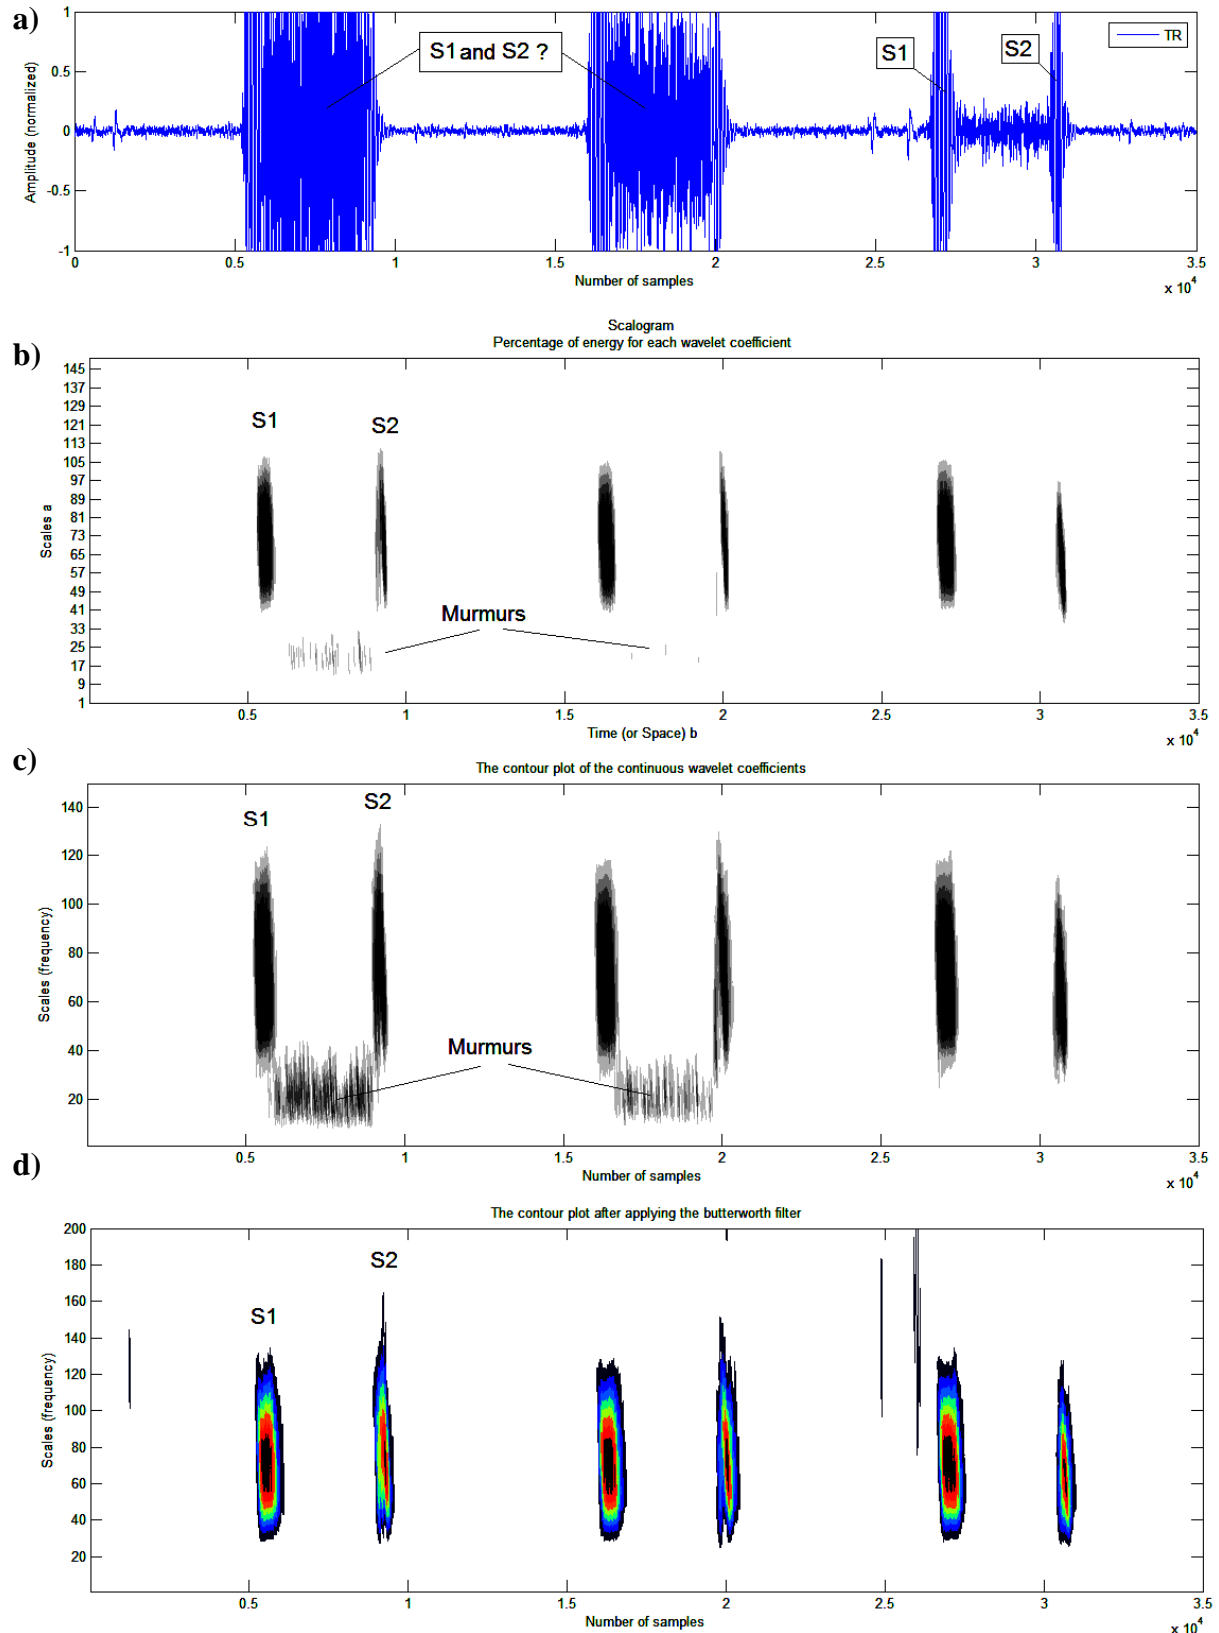 a)
1
0.5
0
-0.5
-1
Amplitude (normalized)
S1 and S2 ?
S1
S2
TR
0 0.5 1 1.5 2 2.5 3 3.5
Number of samples
x 10^4
b)
Scalogram
Percentage of energy for each wavelet coefficient
145
137
129
121
113
105
97
89
81
73
65
57
49
41
33
25
17
9
1
Scales a
S1
S2
Murmurs
0.5 1 1.5 2 2.5 3 3.5
Time (or Space) b
x 10^4
c)
The contour plot of the continuous wavelet coefficients
140
120
100
80
60
40
20
Scales (frequency)
S1
S2
Murmurs
0.5 1 1.5 2 2.5 3 3.5
Number of samples
x 10^4
d)
The contour plot after applying the butterworth filter
200
180
160
140
120
100
80
60
40
20
Scales (frequency)
S1
S2
0.5 1 1.5 2 2.5 3 3.5
Number of samples
x 10^4